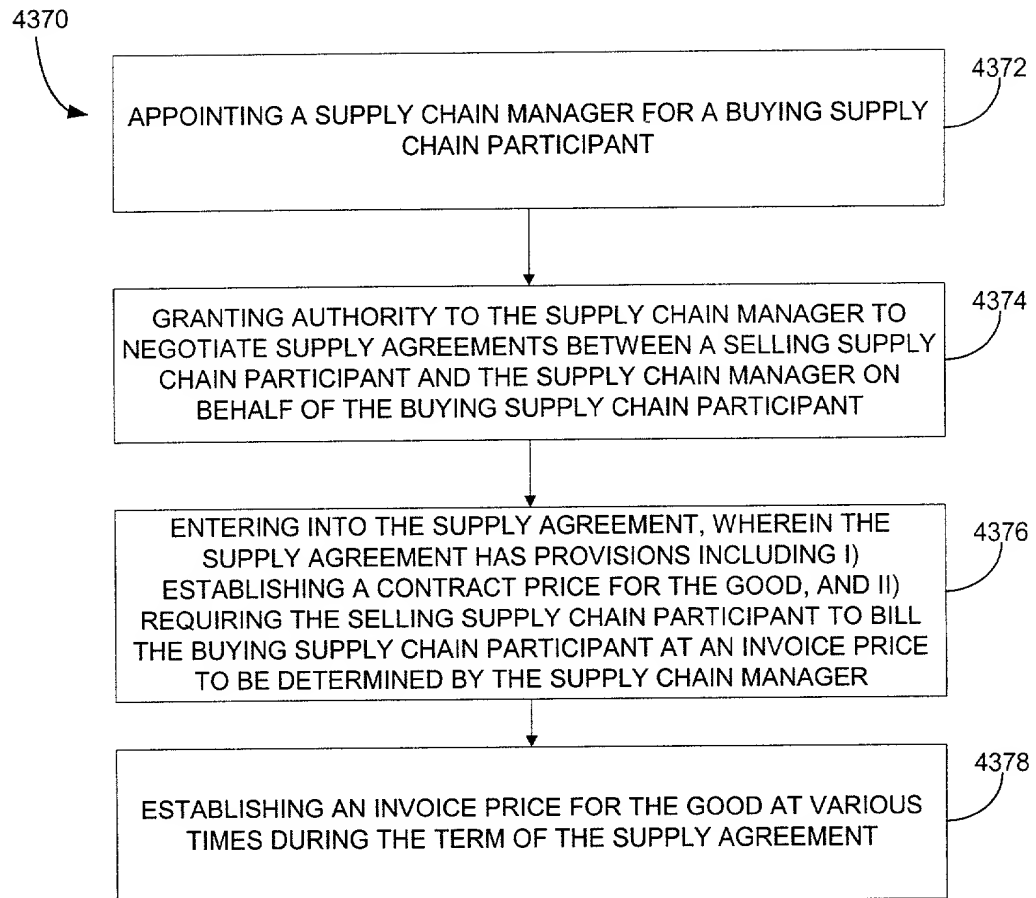 4370
4372
APPOINTING A SUPPLY CHAIN MANAGER FOR A BUYING SUPPLY
CHAIN PARTICIPANT
4374
GRANTING AUTHORITY TO THE SUPPLY CHAIN MANAGER TO
NEGOTIATE SUPPLY AGREEMENTS BETWEEN A SELLING SUPPLY
CHAIN PARTICIPANT AND THE SUPPLY CHAIN MANAGER ON
BEHALF OF THE BUYING SUPPLY CHAIN PARTICIPANT
4376
ENTERING INTO THE SUPPLY AGREEMENT, WHEREIN THE
SUPPLY AGREEMENT HAS PROVISIONS INCLUDING I)
ESTABLISHING A CONTRACT PRICE FOR THE GOOD, AND II)
REQUIRING THE SELLING SUPPLY CHAIN PARTICIPANT TO BILL
THE BUYING SUPPLY CHAIN PARTICIPANT AT AN INVOICE PRICE
TO BE DETERMINED BY THE SUPPLY CHAIN MANAGER
4378
ESTABLISHING AN INVOICE PRICE FOR THE GOOD AT VARIOUS
TIMES DURING THE TERM OF THE SUPPLY AGREEMENT